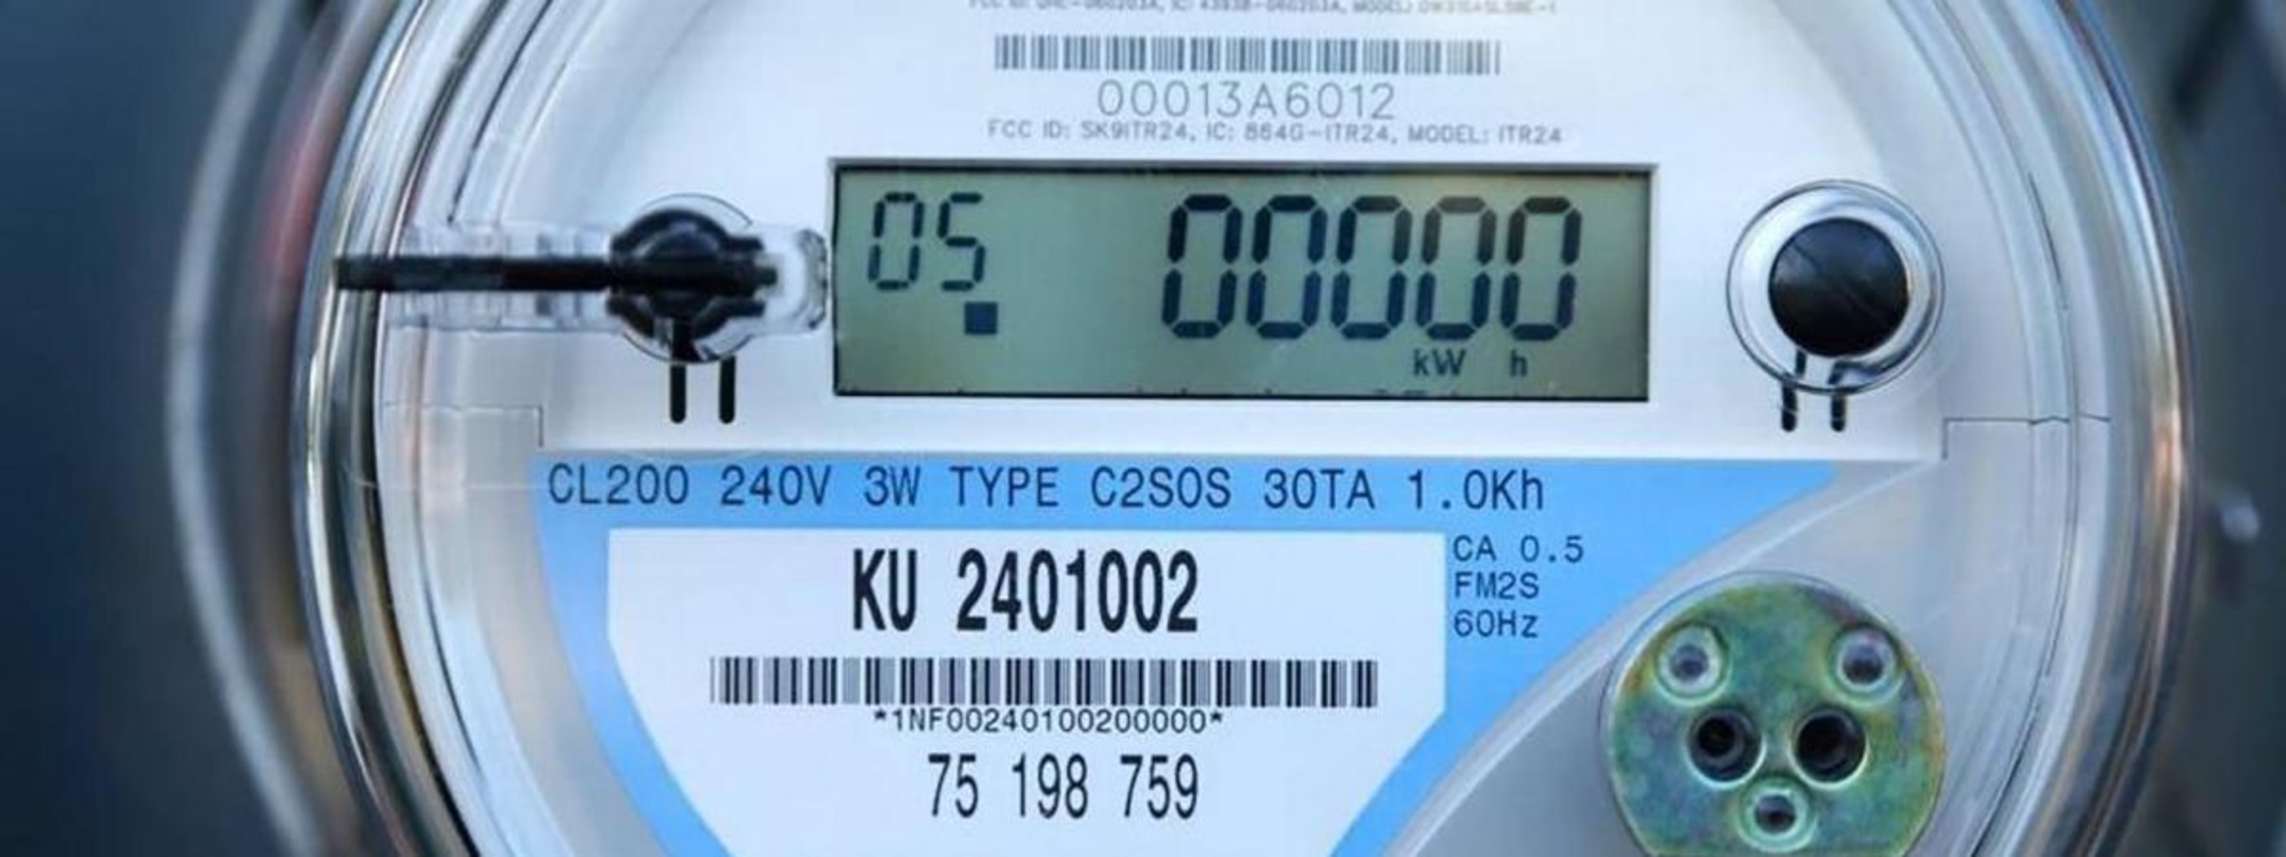 00013A6012
FCC ID: SK9ITR24, IC: 864G-ITR24, MODEL: ITR24
05 00000
kW h
CL200 240V 3W TYPE C2SOS 30TA 1.0Kh
CA 0.5
FM2S
60Hz
KU 2401002
*1NF00240100200000*
75 198 759